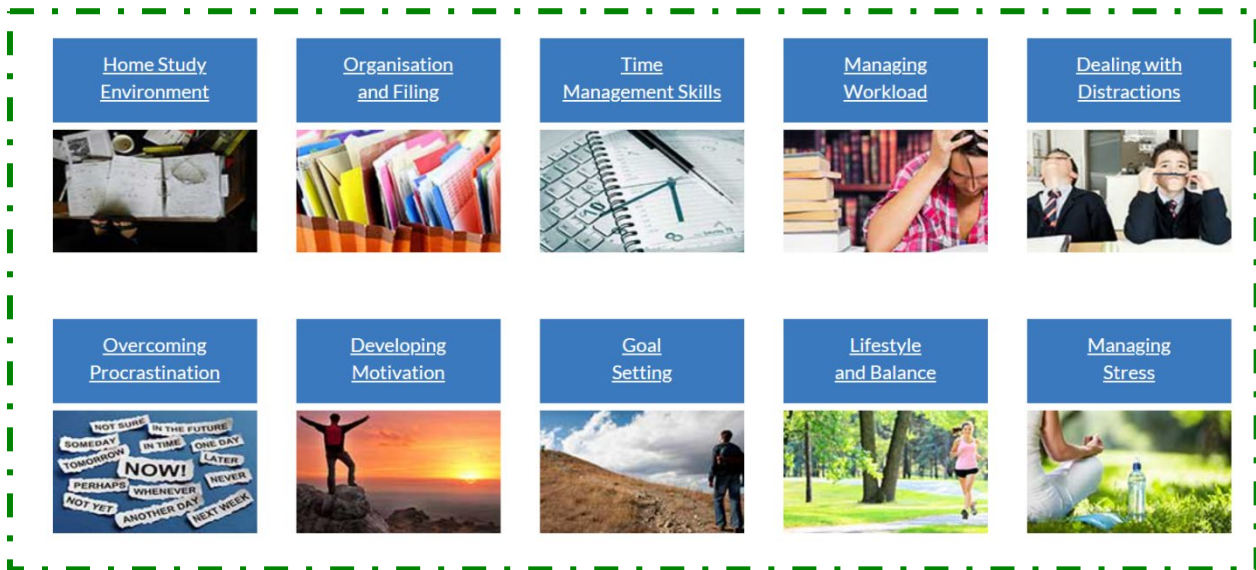 Home Study
Environment
Organisation
and Filing
Time
Management Skills
Managing
Workload
Dealing with
Distractions
10
8
Overcoming
Procrastination
Developing
Motivation
Goal
Setting
Lifestyle
and Balance
Managing
Stress
NOT SURE
IN THE FUTURE
SOMEDAY
IN TIME
ONE DAY
TOMORROW
NOW!
LATER
PERHAPS
WHENEVER
NEVER
NOT YET
ANOTHER DAY
NEXT WEEK